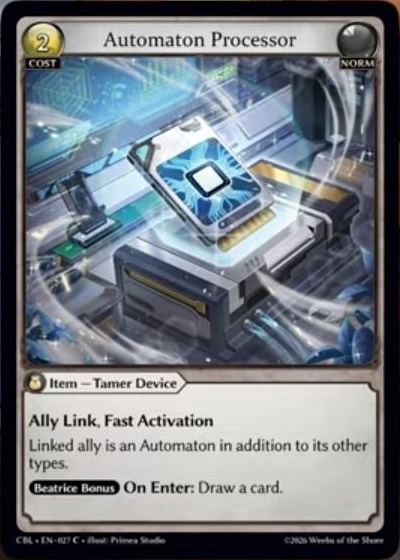 2
Automaton Processor
COST
NORM
Item — Tamer Device
Ally Link, Fast Activation
Linked ally is an Automaton in addition to its other
types.
Beatrice Bonus On Enter: Draw a card.
CBL • EN-027 C • illust: Primea Studio
©2026 Weebs of the Shore